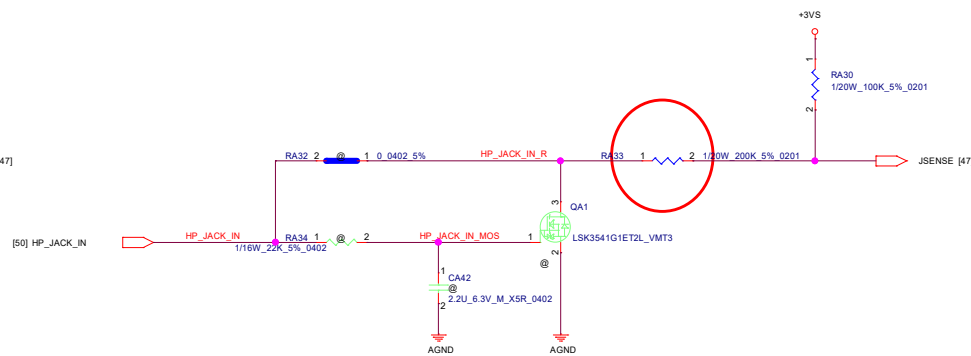 +3VS
1
RA30
1/20W_100K_5%_0201
2
47]
RA32 2 @ 1 0_0402_5%
HP_JACK_IN_R
RA33 1 2 1/20W_200K_5%_0201
JSENSE [47
3
QA1
[50] HP_JACK_IN
HP_JACK_IN
RA34 1 @ 2
HP_JACK_IN_MOS
1
LSK3541G1ET2L_VMT3
1/16W_22K_5%_0402
2
@
1
CA42
@
2.2U_6.3V_M_X5R_0402
2
AGND
AGND